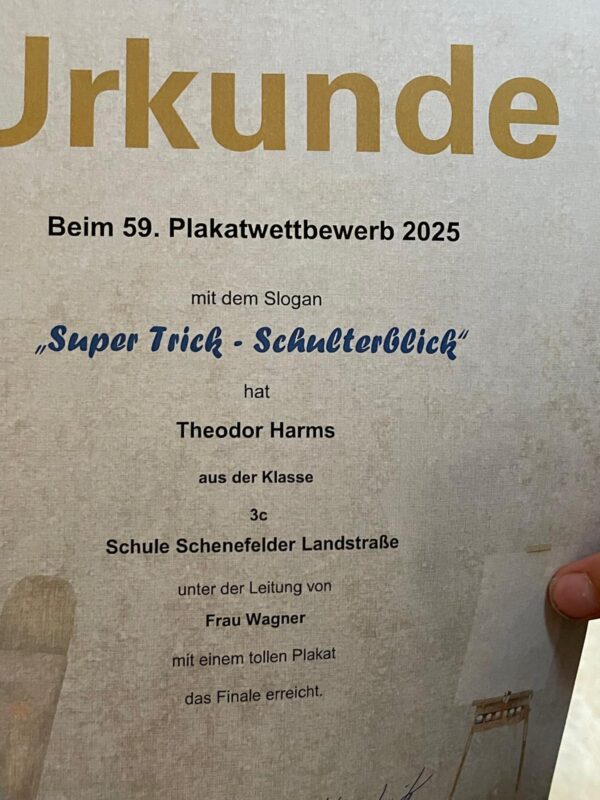 Urkunde
Beim 59. Plakatwettbewerb 2025
mit dem Slogan
„Super Trick - Schulterblick“
hat
Theodor Harms
aus der Klasse
3c
Schule Schenefelder Landstraße
unter der Leitung von
Frau Wagner
mit einem tollen Plakat
das Finale erreicht.